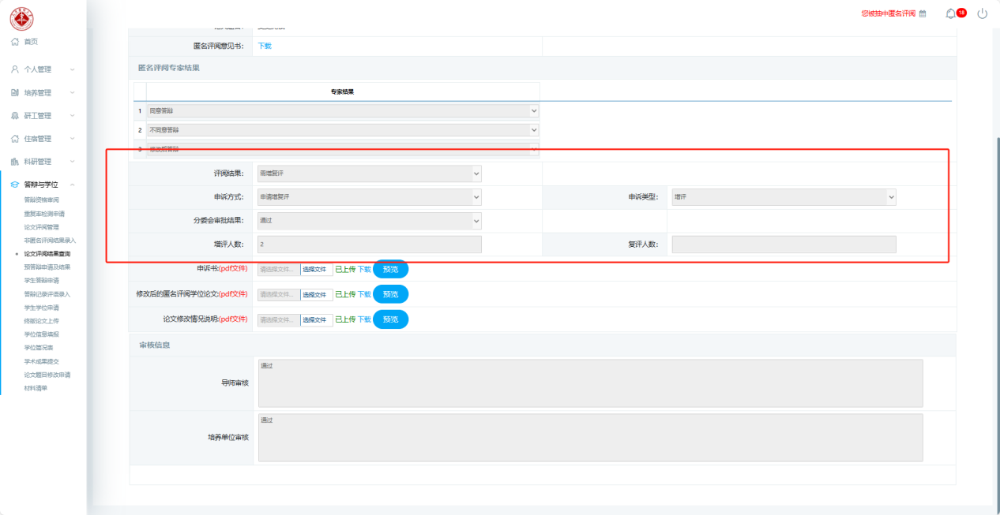 您被抽中匿名评阅 18
首页
个人管理
培养管理
研工管理
住宿管理
科研管理
答辩与学位
答辩资格审阅
重复率检测申请
论文评阅管理
非匿名评阅结果录入
论文评阅结果查询
预答辩申请及结果
学生答辩申请
答辩记录评语录入
学生学位申请
终版论文上传
学位信息填报
学位简况表
学术成果提交
论文题目修改申请
材料清单
匿名评阅意见书: 下载
匿名评阅专家结果
专家结果
1 同意答辩
2 不同意答辩
3 修改后答辩
评阅结果: 需增复评
申诉方式: 申请增复评 申诉类型: 增评
分委会审批结果: 通过
增评人数: 2 复评人数:
申诉书:(pdf文件) 请选择文件... 选择文件 已上传 下载 预览
修改后的匿名评阅学位论文:(pdf文件) 请选择文件... 选择文件 已上传 下载 预览
论文修改情况说明:(pdf文件) 请选择文件... 选择文件 已上传 下载 预览
审核信息
导师审核 通过
培养单位审核 通过